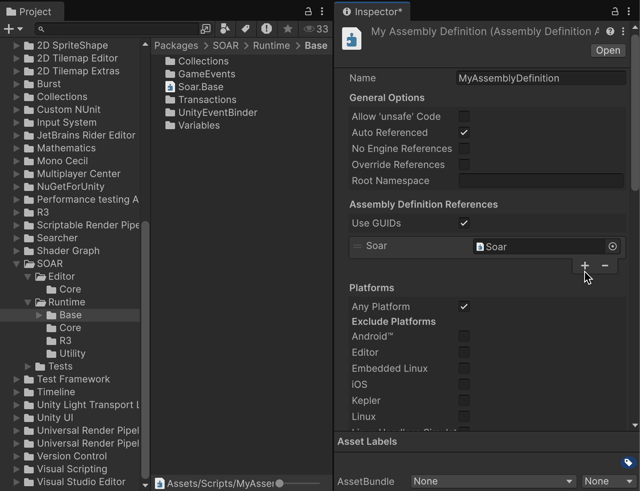 Project
33
2D SpriteShape
2D Tilemap Editor
2D Tilemap Extras
Burst
Collections
Custom NUnit
Input System
JetBrains Rider Editor
Mathematics
Mono Cecil
Multiplayer Center
NuGetForUnity
Performance testing A
R3
Scriptable Render Pipe
Searcher
Shader Graph
SOAR
Editor
Core
Runtime
Base
Core
R3
Utility
Tests
Test Framework
Timeline
Unity Light Transport L
Unity UI
Universal Render Pipel
Universal Render Pipel
Version Control
Visual Scripting
Visual Studio Editor
Packages > SOAR > Runtime > Base
Collections
GameEvents
Soar.Base
Transactions
UnityEventBinder
Variables
Assets/Scripts/MyAsser
Inspector*
My Assembly Definition (Assembly Definition A
Open
Name MyAssemblyDefinition
General Options
Allow 'unsafe' Code
Auto Referenced
No Engine References
Override References
Root Namespace
Assembly Definition References
Use GUIDs
Soar Soar
Platforms
Any Platform
Exclude Platforms
Android™
Editor
Embedded Linux
iOS
Kepler
Linux
Asset Labels
AssetBundle None None